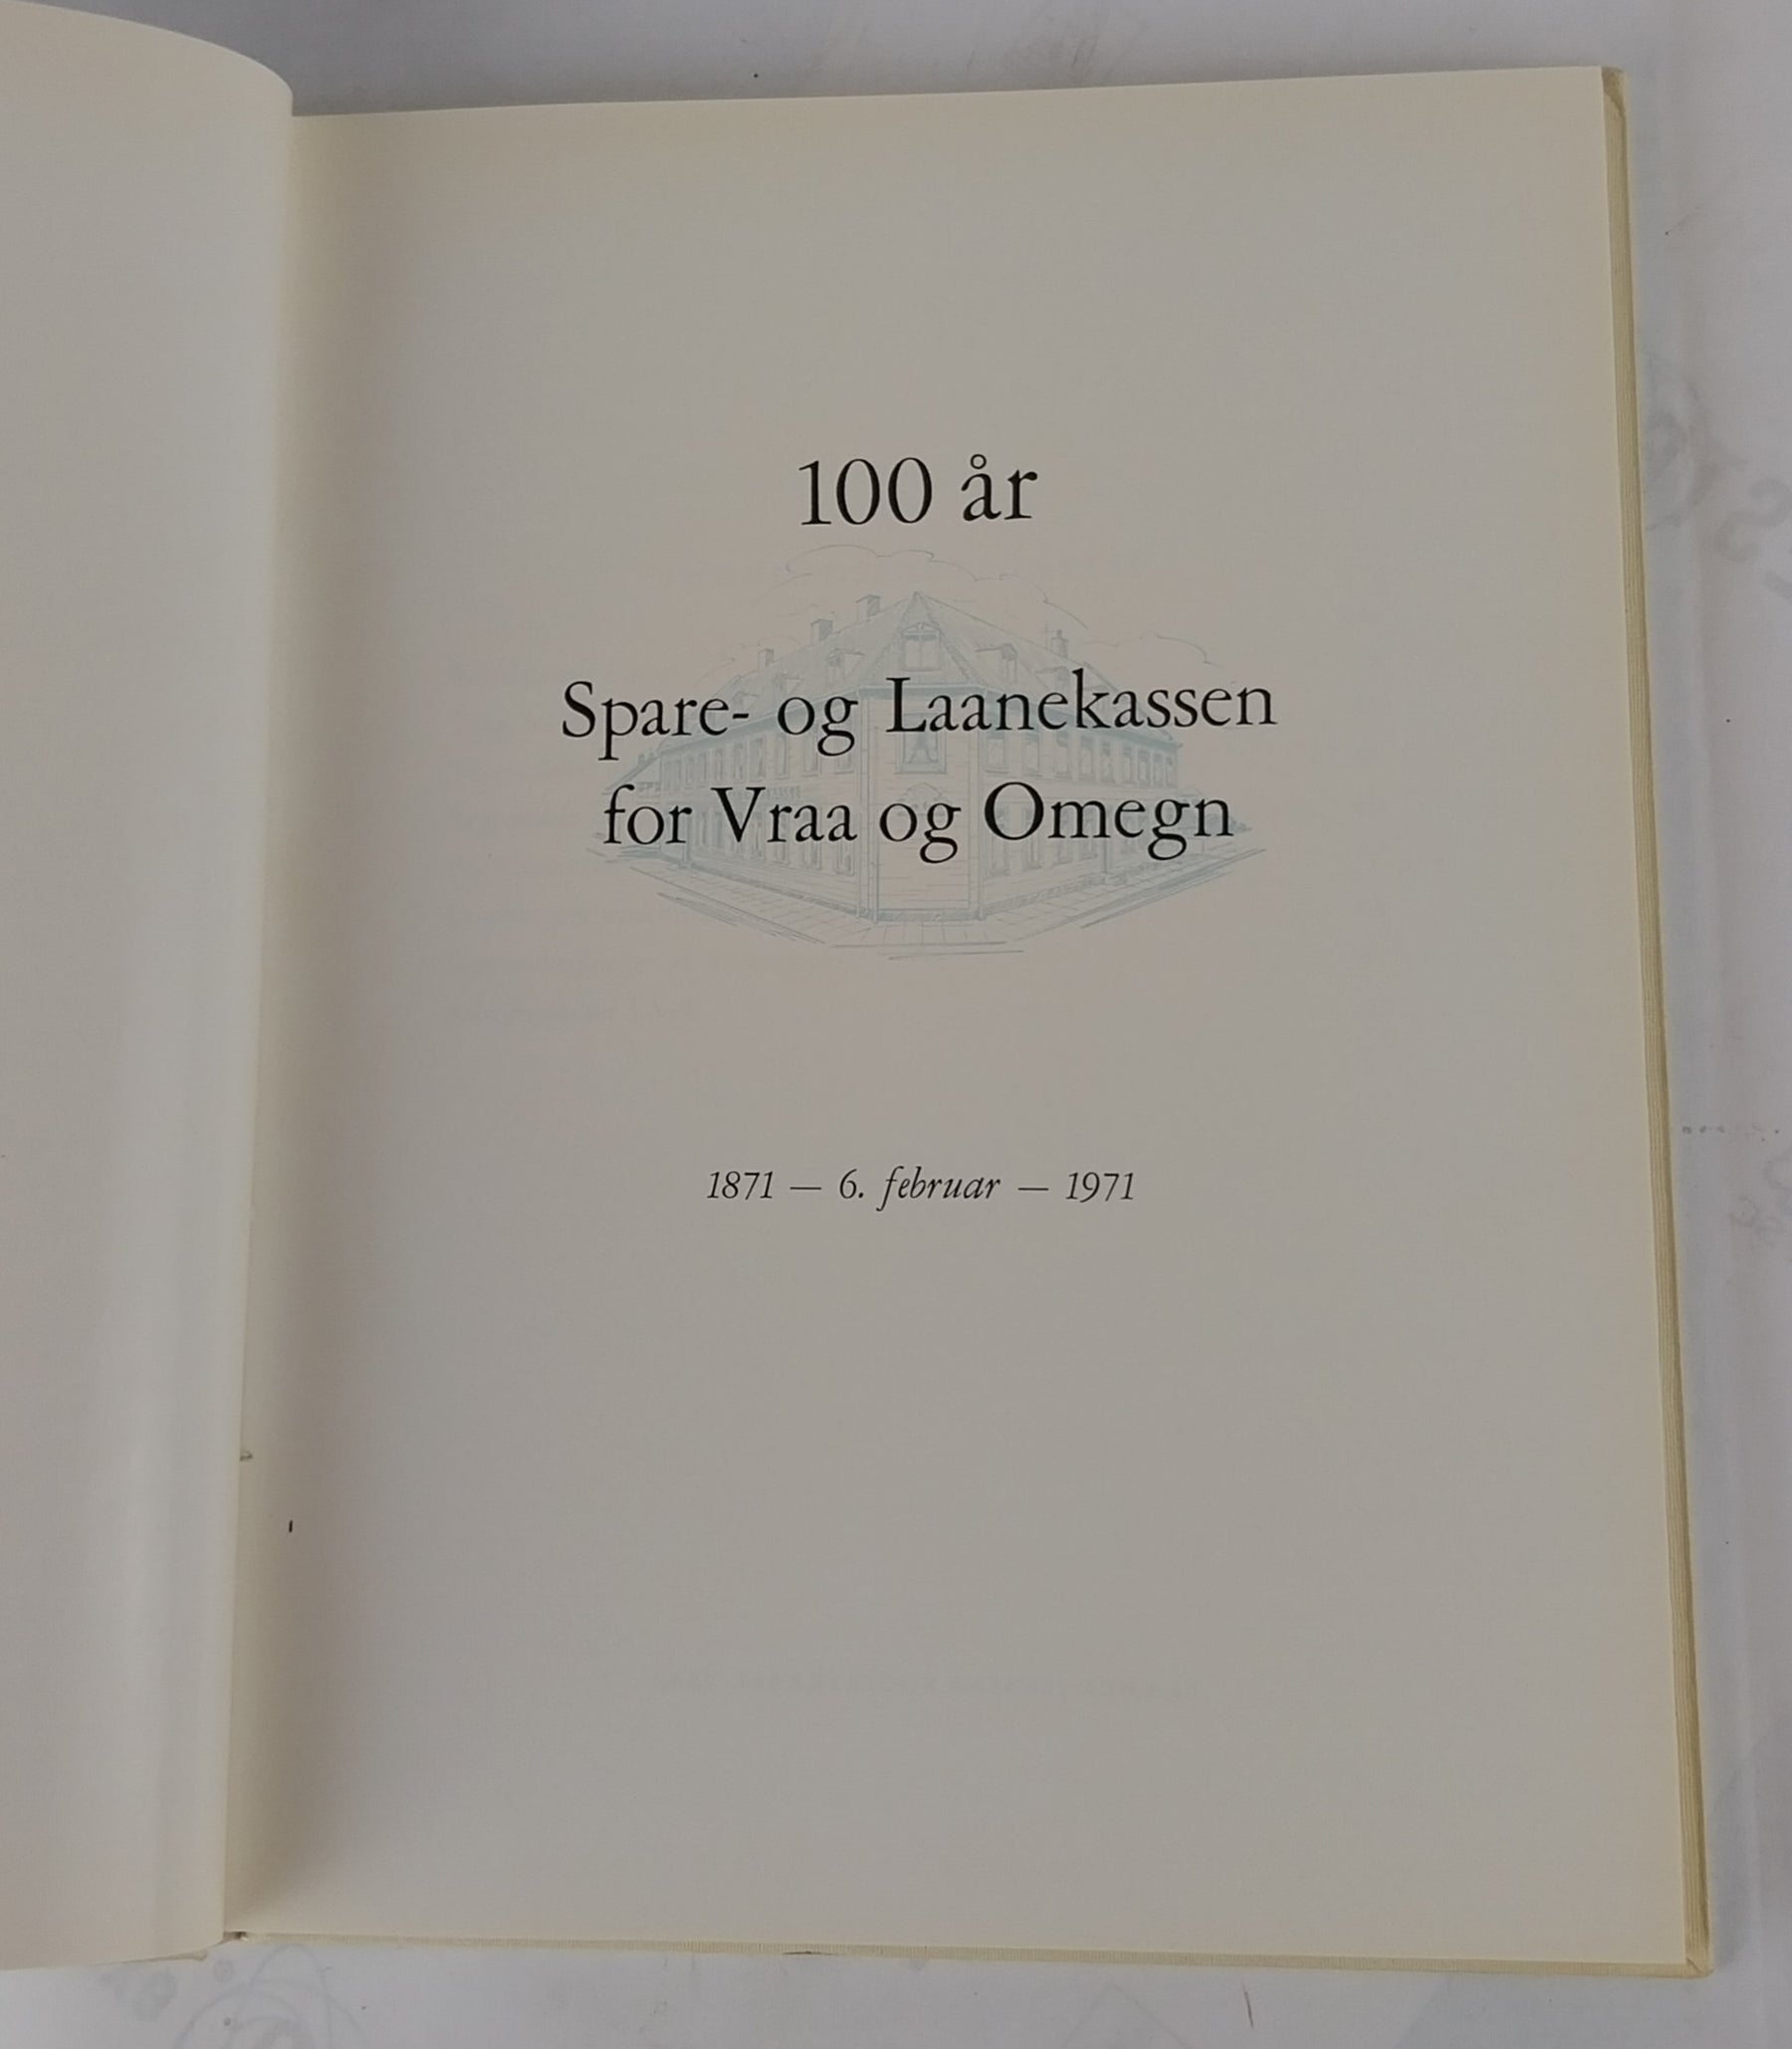 100 år
Spare- og Laanekassen
for Vraa og Omegn
1871 — 6. februar — 1971